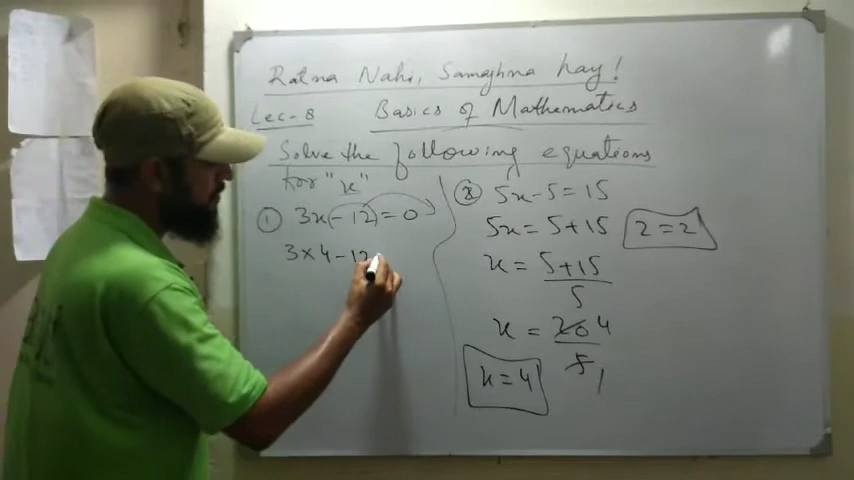 Ratna Nahi, Samajhna hay!
Lec-8 Basics of Mathematics
Solve the following equations
for "x"
① 3x(-12)=0
3×4-12
② 5x-5=15
5x=5+15
x=5+15
5
x=20 4
5 1
x=4
2=2